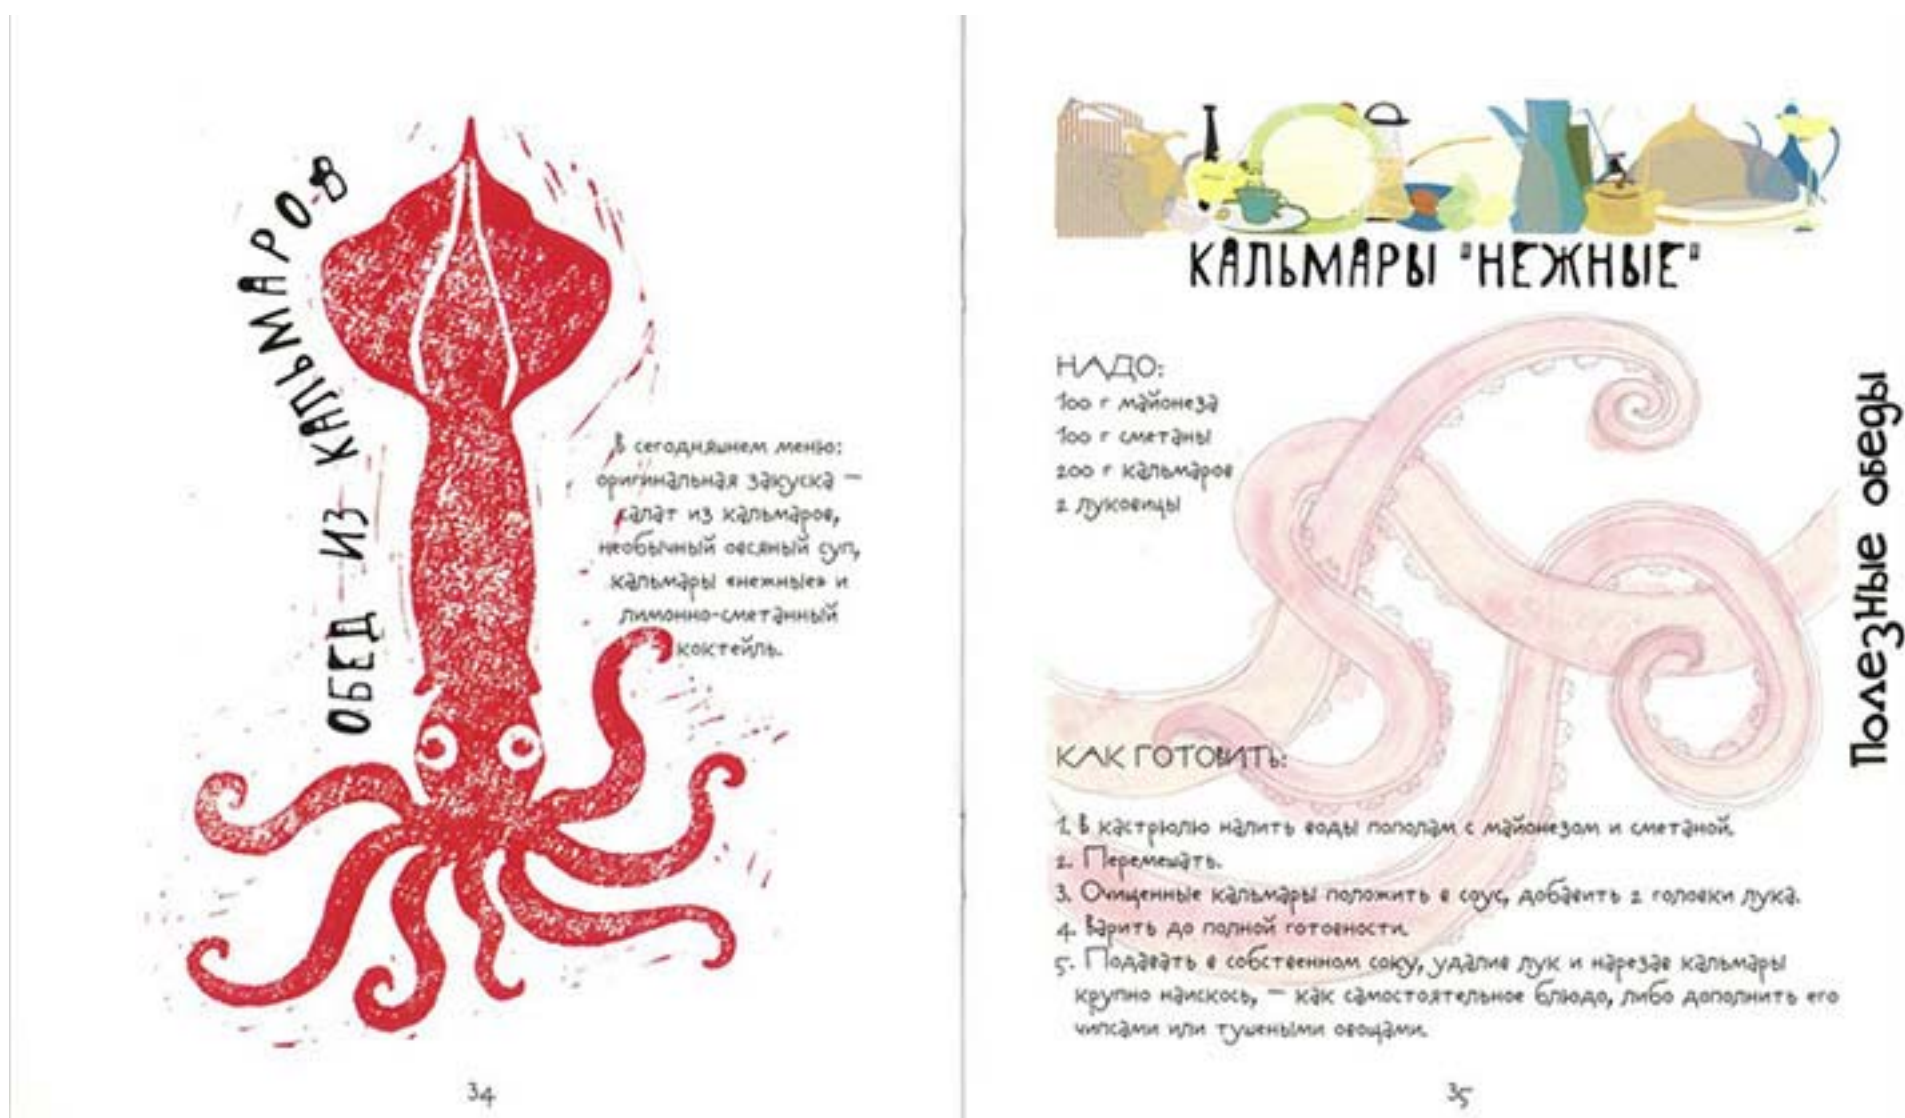 ОБЕД ИЗ КАЛЬМАРОВ
В сегодняшнем меню:
оригинальная закуска —
салат из кальмаров,
необычный овсяный суп,
кальмары «нежные» и
лимонно-сметанный
коктейль.
34
КАЛЬМАРЫ "НЕЖНЫЕ"
НАДО:
100 г майонеза
100 г сметаны
200 г кальмаров
2 луковицы
КАК ГОТОВИТЬ:
1. В кастрюлю налить воды пополам с майонезом и сметаной.
2. Перемешать.
3. Очищенные кальмары положить в соус, добавить 2 головки лука.
4. Варить до полной готовности.
5. Подавать в собственном соку, удалив лук и нарезав кальмары
крупно наискось, — как самостоятельное блюдо, либо дополнить его
чипсами или тушеными овощами.
Полезные обеды
35